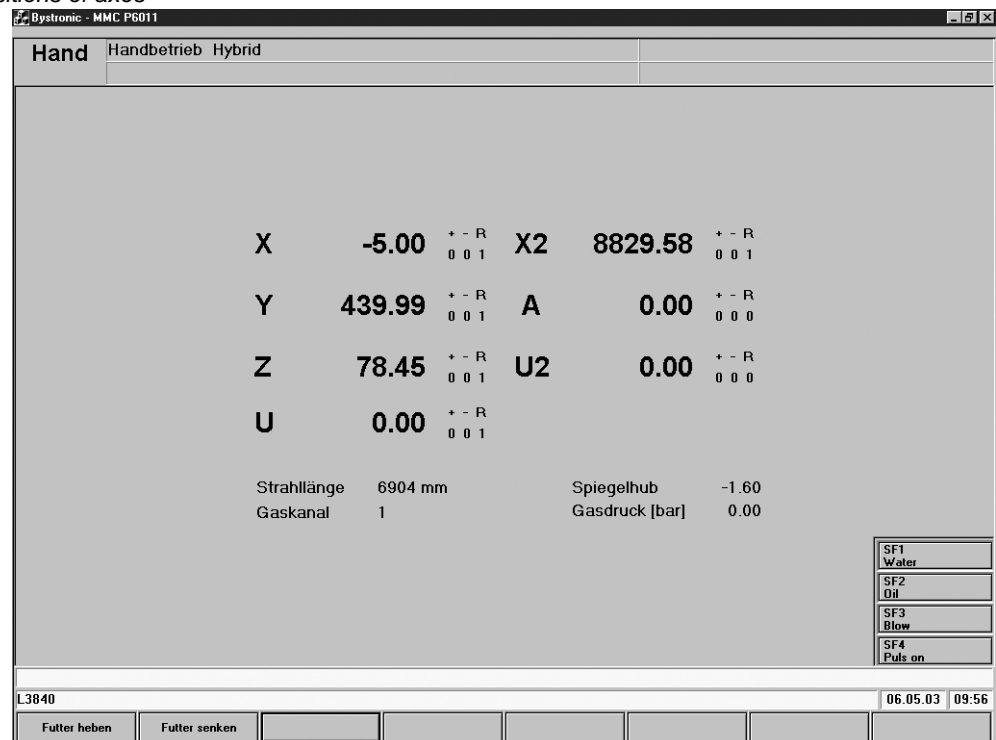 Bystronic - MMC P6011
Hand
Handbetrieb Hybrid
X -5.00 + - R X2 8829.58 + - R
0 0 1 0 0 1
Y 439.99 + - R A 0.00 + - R
0 0 1 0 0 0
Z 78.45 + - R U2 0.00 + - R
0 0 1 0 0 0
U 0.00 + - R
0 0 1
Strahllänge 6904 mm Spiegelhub -1.60
Gaskanal 1 Gasdruck [bar] 0.00
SF1
Water
SF2
Oil
SF3
Blow
SF4
Puls on
L3840 06.05.03 09:56
Futter heben Futter senken